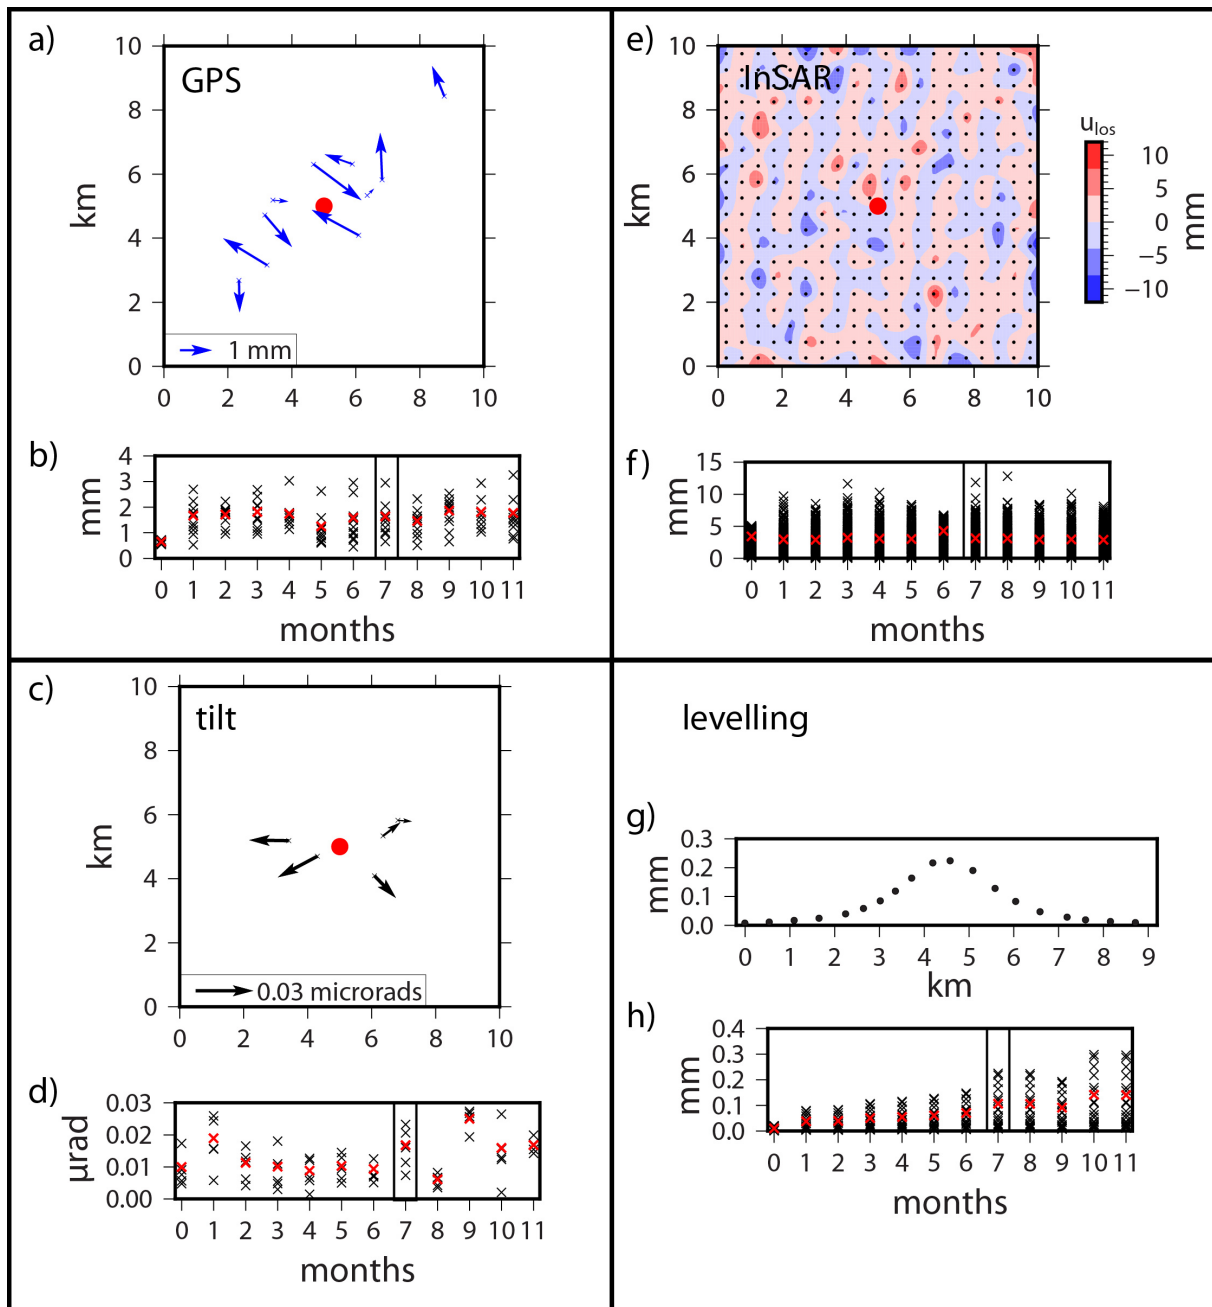 a)
GPS
km
10
8
6
4
2
0
1 mm
0 2 4 6 8 10
b)
mm
4
3
2
1
0
0 1 2 3 4 5 6 7 8 9 10 11
months
e)
InSAR
km
10
8
6
4
2
0
0 2 4 6 8 10
u_los
10
5
0
−5
−10
mm
f)
mm
15
10
5
0
0 1 2 3 4 5 6 7 8 9 10 11
months
c)
tilt
km
10
8
6
4
2
0
0.03 microrads
0 2 4 6 8 10
d)
µrad
0.03
0.02
0.01
0.00
0 1 2 3 4 5 6 7 8 9 10 11
months
levelling
g)
mm
0.3
0.2
0.1
0.0
0 1 2 3 4 5 6 7 8 9
km
h)
mm
0.4
0.3
0.2
0.1
0.0
0 1 2 3 4 5 6 7 8 9 10 11
months